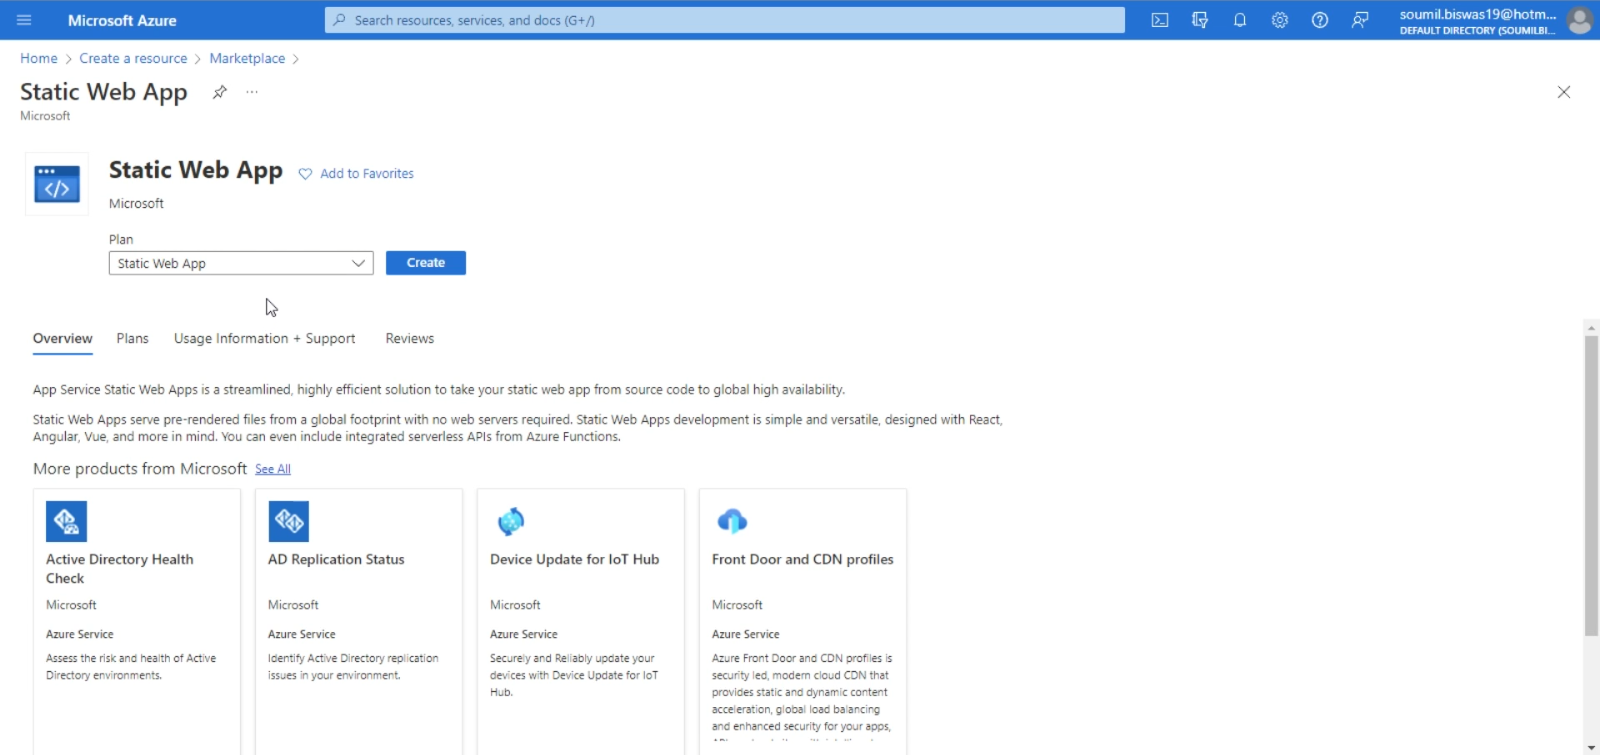 Microsoft Azure
Search resources, services, and docs (G+/)
soumil.biswas19@hotm...
DEFAULT DIRECTORY (SOUMILBI...
Home > Create a resource > Marketplace >
Static Web App
...
Microsoft
Static Web App
Add to Favorites
Microsoft
Plan
Static Web App
Create
Overview
Plans
Usage Information + Support
Reviews
App Service Static Web Apps is a streamlined, highly efficient solution to take your static web app from source code to global high availability.
Static Web Apps serve pre-rendered files from a global footprint with no web servers required. Static Web Apps development is simple and versatile, designed with React,
Angular, Vue, and more in mind. You can even include integrated serverless APIs from Azure Functions.
More products from Microsoft See All
Active Directory Health
Check
Microsoft
Azure Service
Assess the risk and health of Active
Directory environments.
AD Replication Status
Microsoft
Azure Service
Identify Active Directory replication
issues in your environment.
Device Update for IoT Hub
Microsoft
Azure Service
Securely and Reliably update your
devices with Device Update for IoT
Hub.
Front Door and CDN profiles
Microsoft
Azure Service
Azure Front Door and CDN profiles is
security led, modern cloud CDN that
provides static and dynamic content
acceleration, global load balancing
and enhanced security for your apps,